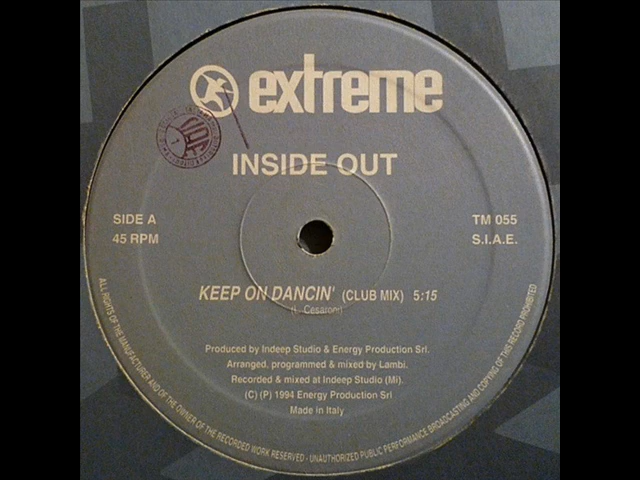 extreme
INSIDE OUT
SIDE A
45 RPM
TM 055
S.I.A.E.
KEEP ON DANCIN' (CLUB MIX) 5:15
(L. Cesaroni)
Produced by Indeep Studio & Energy Production Srl.
Arranged, programmed & mixed by Lambi.
Recorded & mixed at Indeep Studio (Mi).
(C) (P) 1994 Energy Production Srl
Made in Italy
ALL RIGHTS OF THE MANUFACTURER AND OF THE OWNER OF THE RECORDED WORK RESERVED - UNAUTHORIZED PUBLIC PERFORMANCE BROADCASTING AND COPYING OF THIS RECORD PROHIBITED